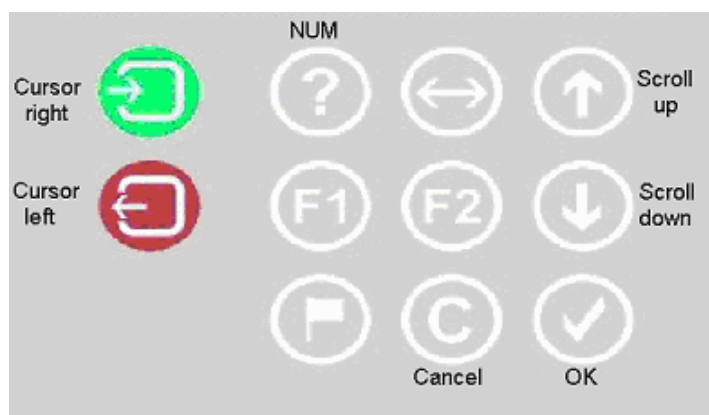 NUM
?
Cursor
right
Scroll
up
Cursor
left
F1
F2
Scroll
down
C
Cancel
OK